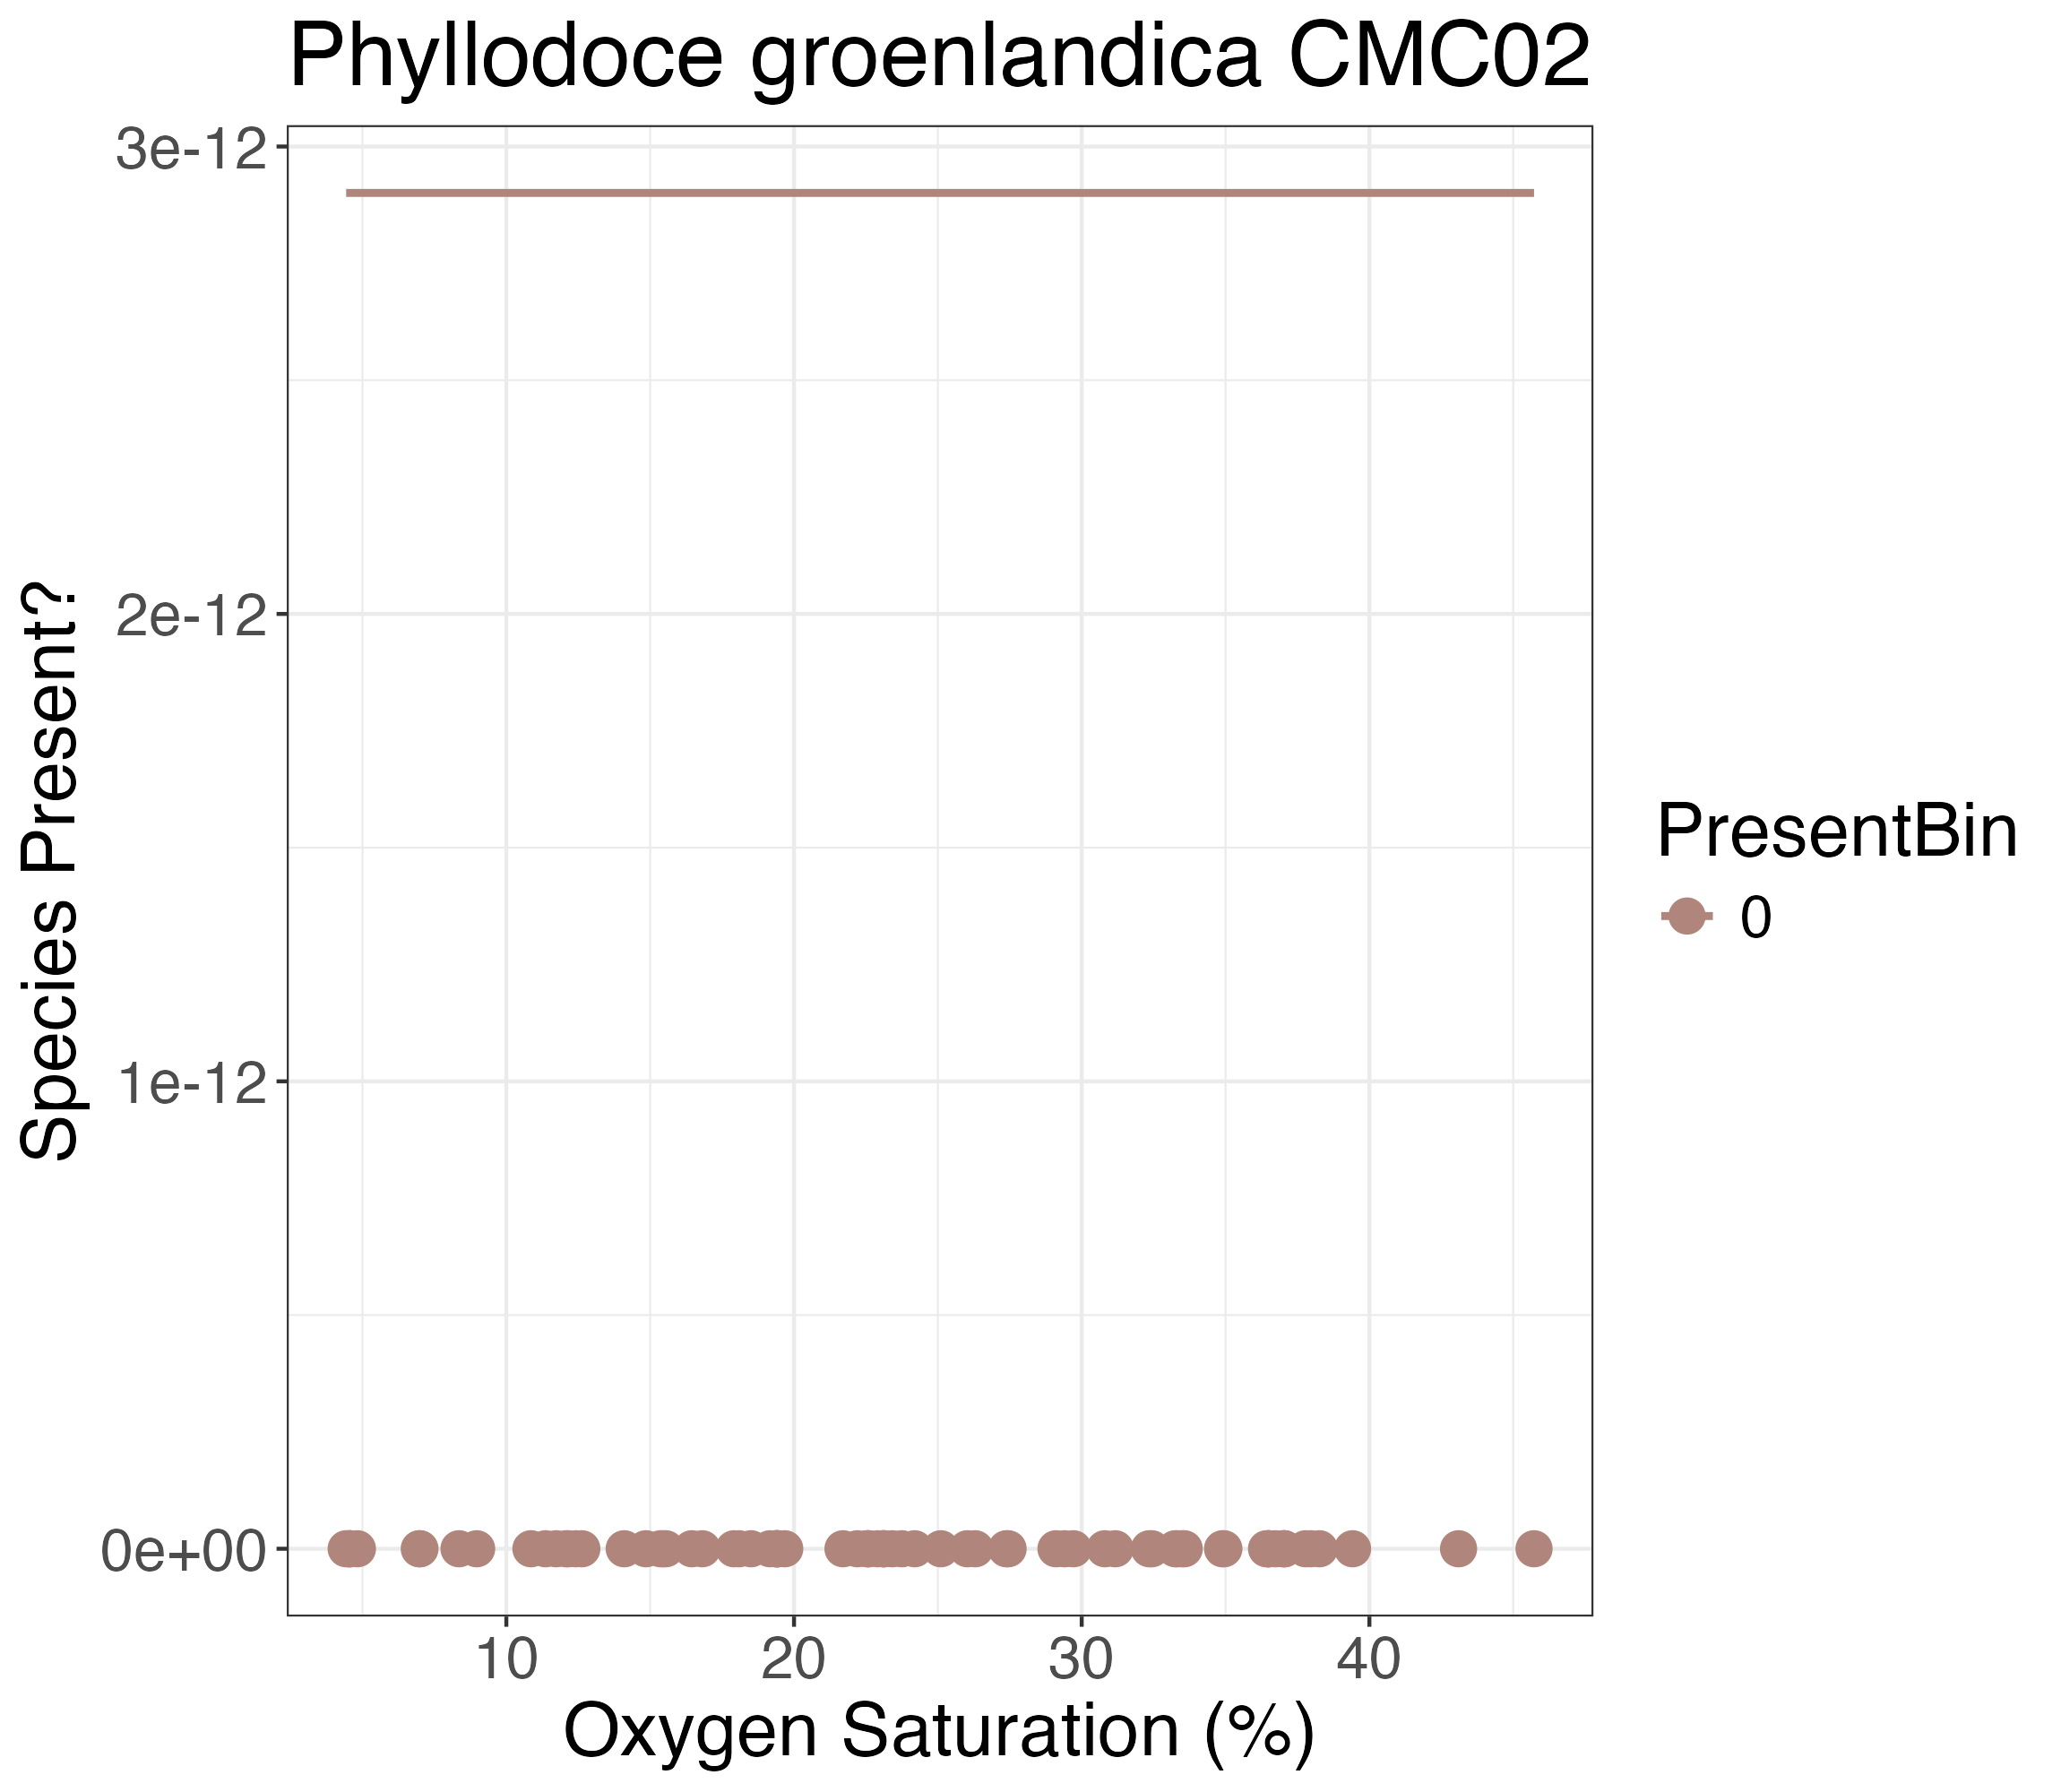 Phyllodoce groenlandica CMC02
3e-12
2e-12
1e-12
0e+00
Species Present?
10 20 30 40
Oxygen Saturation (%)
PresentBin
0